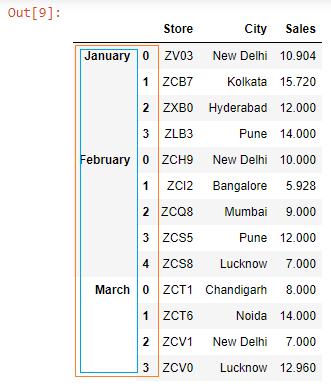 Out[9]:
Store City Sales
January 0 ZV03 New Delhi 10.904
1 ZCB7 Kolkata 15.720
2 ZXB0 Hyderabad 12.000
3 ZLB3 Pune 14.000
February 0 ZCH9 New Delhi 10.000
1 ZCI2 Bangalore 5.928
2 ZCQ8 Mumbai 9.000
3 ZCS5 Pune 12.000
4 ZCS8 Lucknow 7.000
March 0 ZCT1 Chandigarh 8.000
1 ZCT6 Noida 14.000
2 ZCV1 New Delhi 7.000
3 ZCV0 Lucknow 12.960